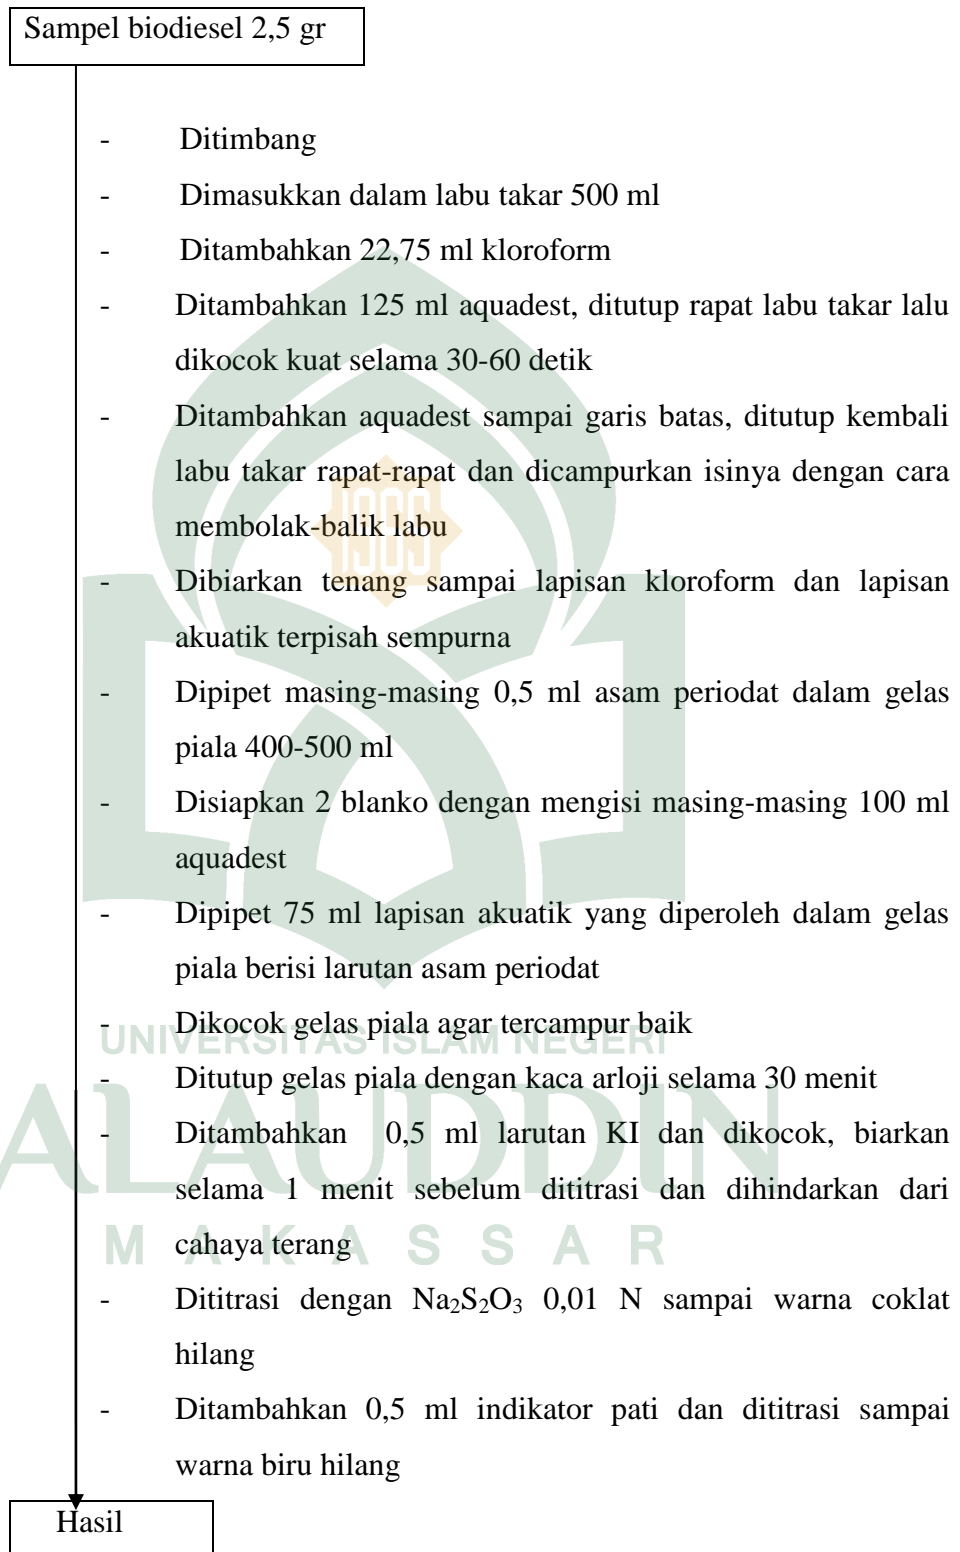 Sampel biodiesel 2,5 gr
- Ditimbang
- Dimasukkan dalam labu takar 500 ml
- Ditambahkan 22,75 ml kloroform
- Ditambahkan 125 ml aquadest, ditutup rapat labu takar lalu
dikocok kuat selama 30-60 detik
- Ditambahkan aquadest sampai garis batas, ditutup kembali
labu takar rapat-rapat dan dicampurkan isinya dengan cara
membolak-balik labu
- Dibiarkan tenang sampai lapisan kloroform dan lapisan
akuatik terpisah sempurna
- Dipipet masing-masing 0,5 ml asam periodat dalam gelas
piala 400-500 ml
- Disiapkan 2 blanko dengan mengisi masing-masing 100 ml
aquadest
- Dipipet 75 ml lapisan akuatik yang diperoleh dalam gelas
piala berisi larutan asam periodat
- Dikocok gelas piala agar tercampur baik
UNIVERSITAS ISLAM NEGERI
- Ditutup gelas piala dengan kaca arloji selama 30 menit
ALAUDDIN
- Ditambahkan 0,5 ml larutan KI dan dikocok, biarkan
selama 1 menit sebelum dititrasi dan dihindarkan dari
cahaya terang
MAKASSAR
- Dititrasi dengan Na₂S₂O₃ 0,01 N sampai warna coklat
hilang
- Ditambahkan 0,5 ml indikator pati dan dititrasi sampai
warna biru hilang
Hasil